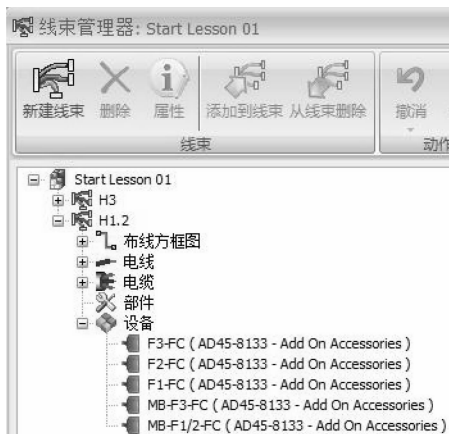 线束管理器: Start Lesson 01
新建线束 删除 属性 添加到线束 从线束删除 撤消
线束 动作
Start Lesson 01
H3
H1.2
布线方框图
电线
电缆
部件
设备
F3-FC ( AD45-8133 - Add On Accessories )
F2-FC ( AD45-8133 - Add On Accessories )
F1-FC ( AD45-8133 - Add On Accessories )
MB-F3-FC ( AD45-8133 - Add On Accessories )
MB-F1/2-FC ( AD45-8133 - Add On Accessories )